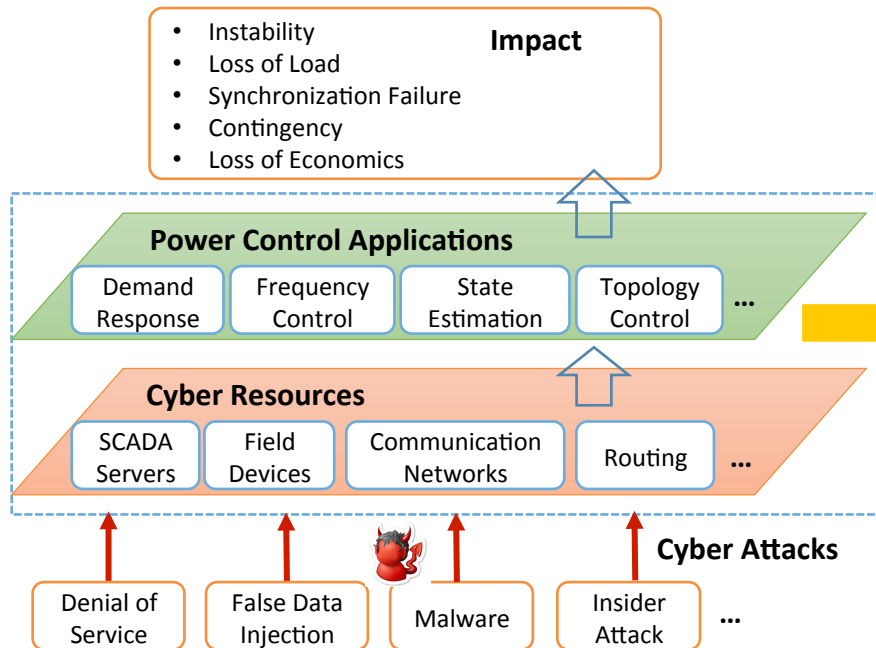 Impact
• Instability
• Loss of Load
• Synchronization Failure
• Contingency
• Loss of Economics
Power Control Applications
Demand
Response
Frequency
Control
State
Estimation
Topology
Control
...
Cyber Resources
SCADA
Servers
Field
Devices
Communication
Networks
Routing
...
Cyber Attacks
Denial of
Service
False Data
Injection
Malware
Insider
Attack
...